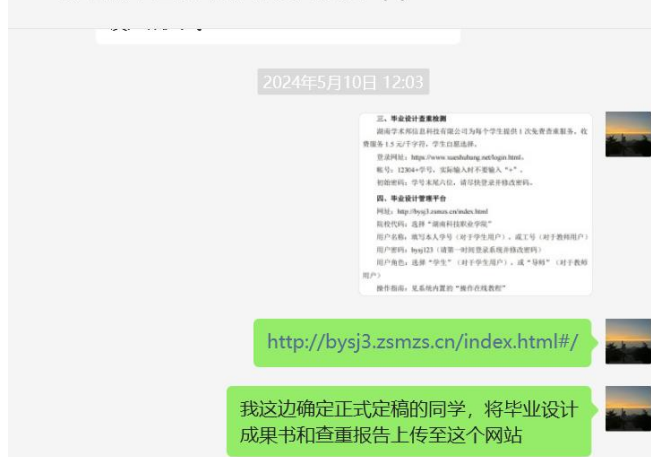 2024年5月10日 12:03
三、毕业设计查重检测
湖南学术邦信息科技有限公司为每个学生提供1次免费查重服务，收
费服务1.5元/千字符，学生自愿选择。
登录网址：https://www.xueshubang.net/login.html。
账号：12304+学号，实际输入时不要输入“+”。
初始密码：学号末尾六位，请尽快登录并修改密码。
四、毕业设计管理平台
网址：http://bysj3.zsmzs.cn/index.html
院校代码：选择“湖南科技职业学院”
用户名称：填写本人学号（对于学生用户），或工号（对于教师用户）
用户密码：bysj123（请第一时间登录系统并修改密码）
用户角色：选择“学生”（对于学生用户），或“导师”（对于教师
用户）
操作指南：见系统内置的“操作在线教程”
http://bysj3.zsmzs.cn/index.html#/
我这边确定正式定稿的同学，将毕业设计
成果书和查重报告上传至这个网站